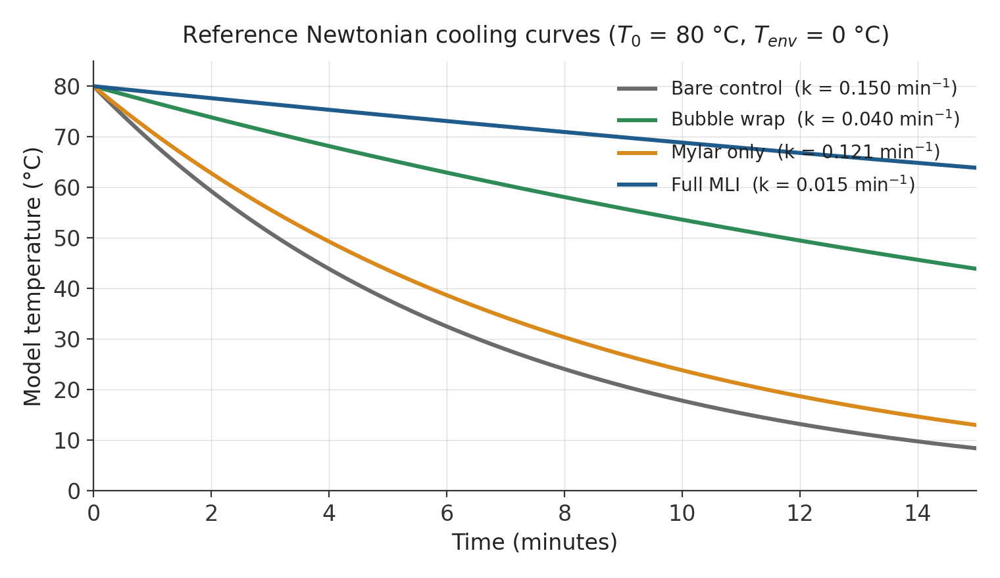 Reference Newtonian cooling curves (T₀ = 80 °C, Tₑₙᵥ = 0 °C)
Bare control (k = 0.150 min⁻¹)
Bubble wrap (k = 0.040 min⁻¹)
Mylar only (k = 0.121 min⁻¹)
Full MLI (k = 0.015 min⁻¹)
Model temperature (°C)
80
70
60
50
40
30
20
10
0
0 2 4 6 8 10 12 14
Time (minutes)